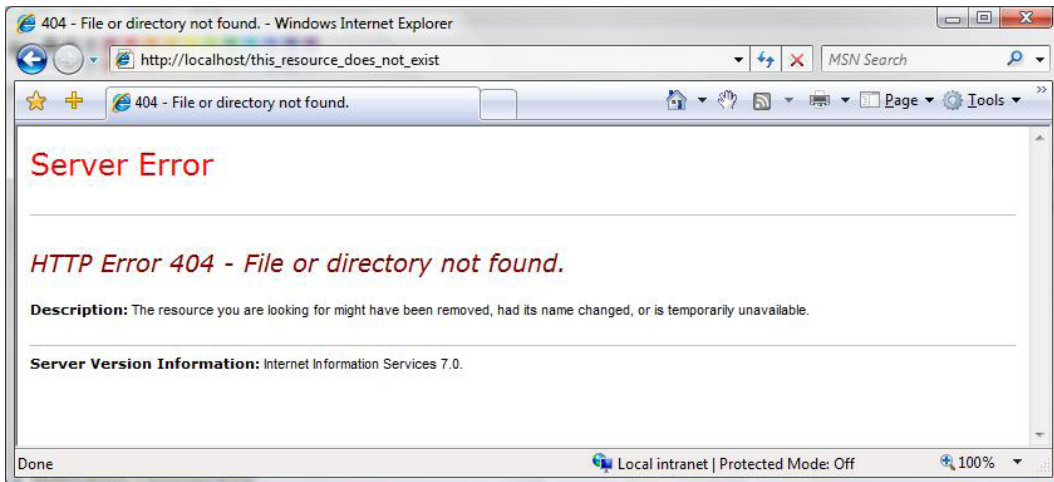 404 - File or directory not found. - Windows Internet Explorer
http://localhost/this_resource_does_not_exist
MSN Search
404 - File or directory not found.
Page
Tools
Server Error
HTTP Error 404 - File or directory not found.
Description: The resource you are looking for might have been removed, had its name changed, or is temporarily unavailable.
Server Version Information: Internet Information Services 7.0.
Done
Local intranet | Protected Mode: Off
100%